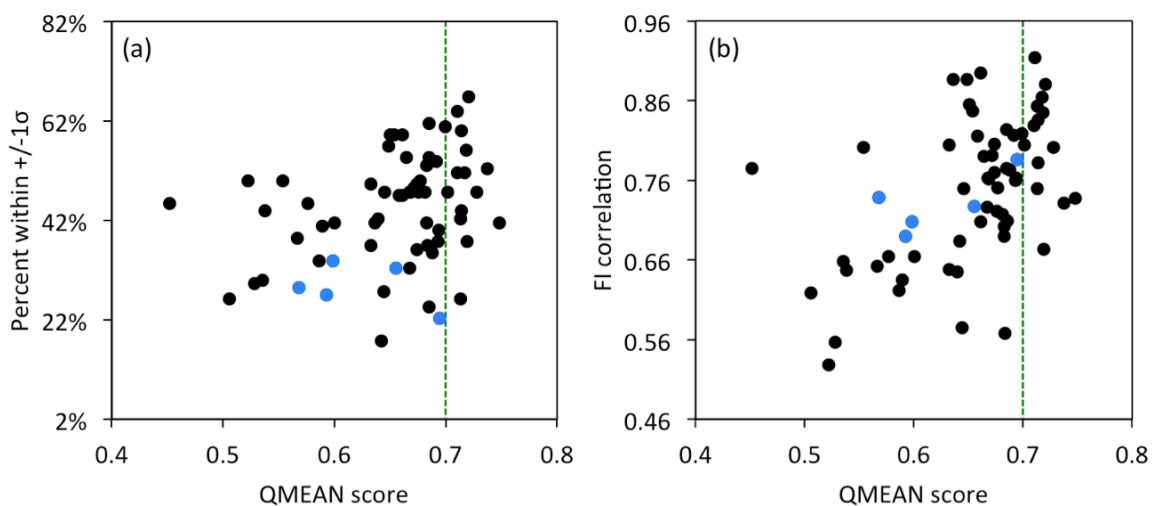 (a)
82%
62%
42%
22%
2%
Percent within +/-1σ
0.4 0.5 0.6 0.7 0.8
QMEAN score
(b)
0.96
0.86
0.76
0.66
0.56
0.46
FI correlation
0.4 0.5 0.6 0.7 0.8
QMEAN score